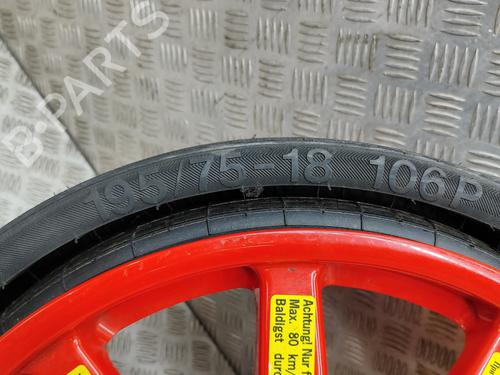 B-PARTS
195/75-18 106P
Achtung! Nur f
Max. 80 km/
Baldigst
durc